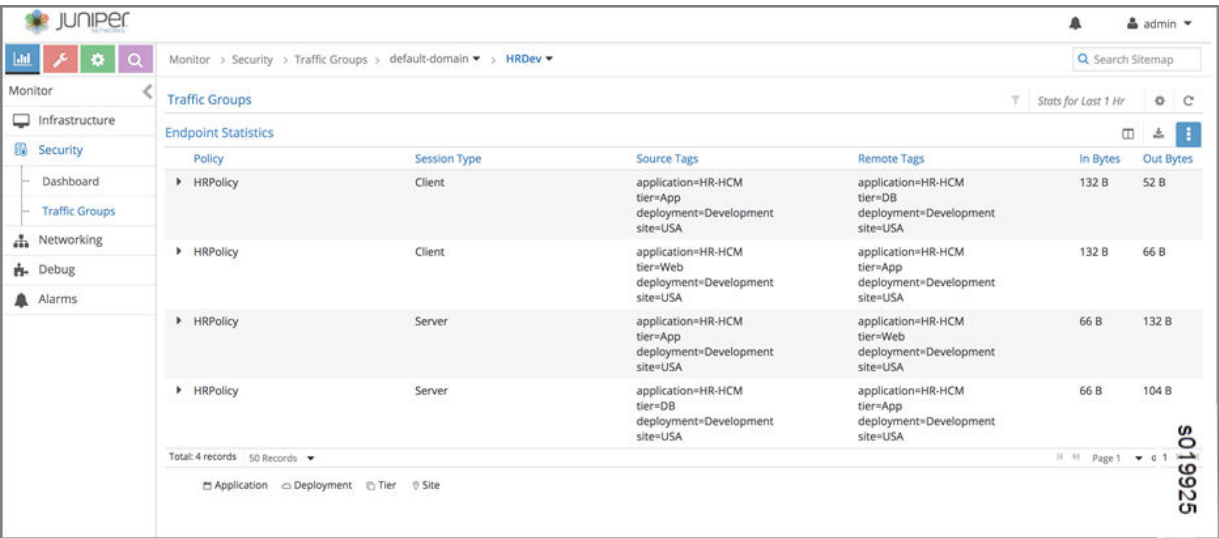 JUNIPER
NETWORKS
admin
Monitor > Security > Traffic Groups > default-domain > HRDev
Search Sitemap
Monitor
Infrastructure
Security
Dashboard
Traffic Groups
Networking
Debug
Alarms
Traffic Groups
Stats for Last 1 Hr
Endpoint Statistics
Policy Session Type Source Tags Remote Tags In Bytes Out Bytes
HRPolicy Client application=HR-HCM application=HR-HCM 132 B 52 B
tier=App tier=DB
deployment=Development deployment=Development
site=USA site=USA
HRPolicy Client application=HR-HCM application=HR-HCM 132 B 66 B
tier=Web tier=App
deployment=Development deployment=Development
site=USA site=USA
HRPolicy Server application=HR-HCM application=HR-HCM 66 B 132 B
tier=App tier=Web
deployment=Development deployment=Development
site=USA site=USA
HRPolicy Server application=HR-HCM application=HR-HCM 66 B 104 B
tier=DB tier=App
deployment=Development deployment=Development
site=USA site=USA
Total: 4 records 50 Records
Page 1 1
Application Deployment Tier Site
s019925